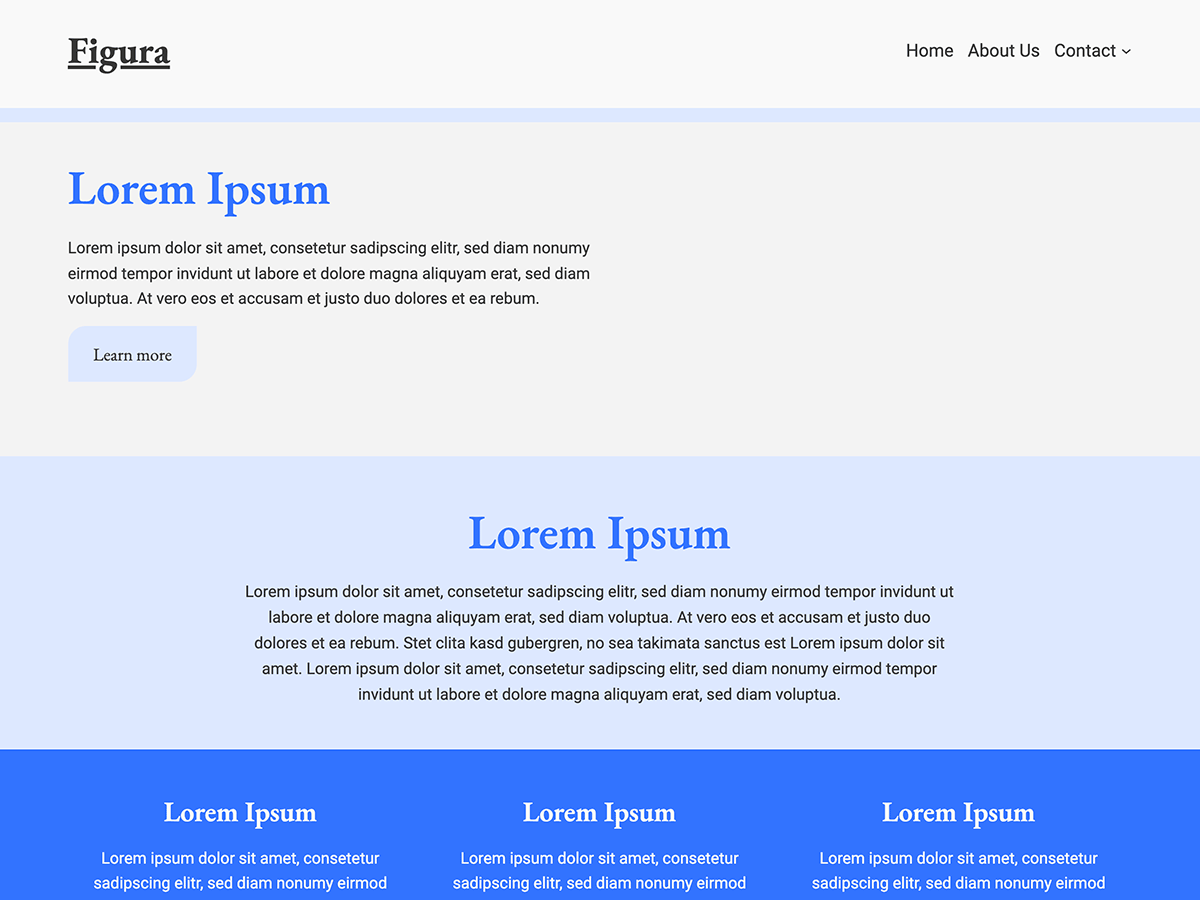 Figura
Home About Us Contact
Lorem Ipsum
Lorem ipsum dolor sit amet, consetetur sadipscing elitr, sed diam nonumy
eirmod tempor invidunt ut labore et dolore magna aliquyam erat, sed diam
voluptua. At vero eos et accusam et justo duo dolores et ea rebum.
Learn more
Lorem Ipsum
Lorem ipsum dolor sit amet, consetetur sadipscing elitr, sed diam nonumy eirmod tempor invidunt ut
labore et dolore magna aliquyam erat, sed diam voluptua. At vero eos et accusam et justo duo
dolores et ea rebum. Stet clita kasd gubergren, no sea takimata sanctus est Lorem ipsum dolor sit
amet. Lorem ipsum dolor sit amet, consetetur sadipscing elitr, sed diam nonumy eirmod tempor
invidunt ut labore et dolore magna aliquyam erat, sed diam voluptua.
Lorem Ipsum
Lorem ipsum dolor sit amet, consetetur
sadipscing elitr, sed diam nonumy eirmod
Lorem Ipsum
Lorem ipsum dolor sit amet, consetetur
sadipscing elitr, sed diam nonumy eirmod
Lorem Ipsum
Lorem ipsum dolor sit amet, consetetur
sadipscing elitr, sed diam nonumy eirmod